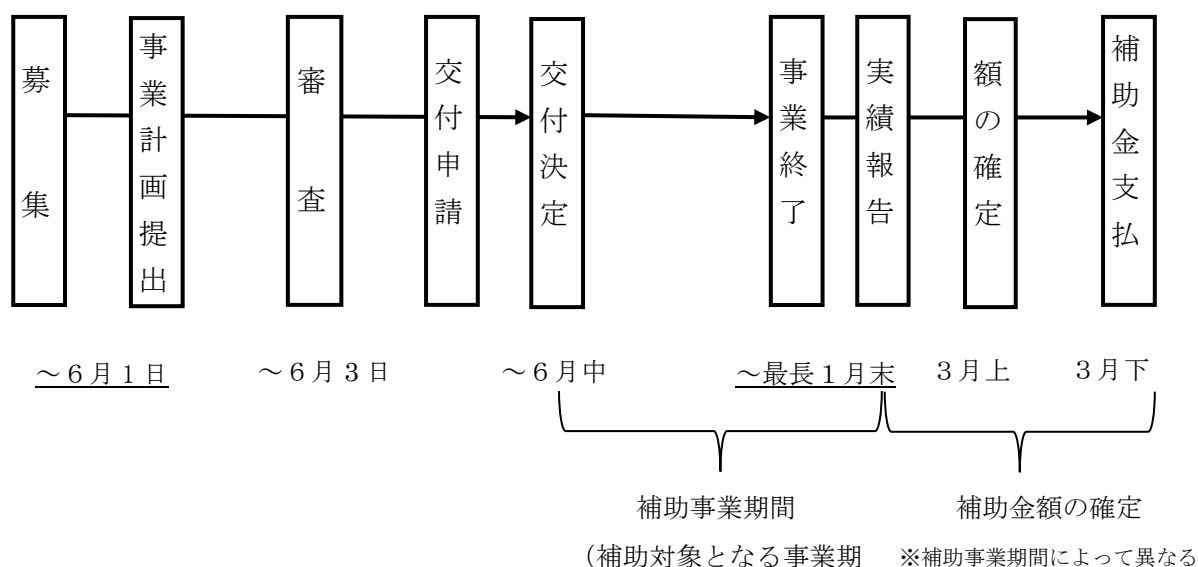 募集
事業計画提出
審査
交付申請
交付決定
事業終了
実績報告
額の確定
補助金支払
～６月１日
～６月３日
～６月中
～最長１月末
３月上
３月下
補助事業期間
（補助対象となる事業期
補助金額の確定
※補助事業期間によって異なる